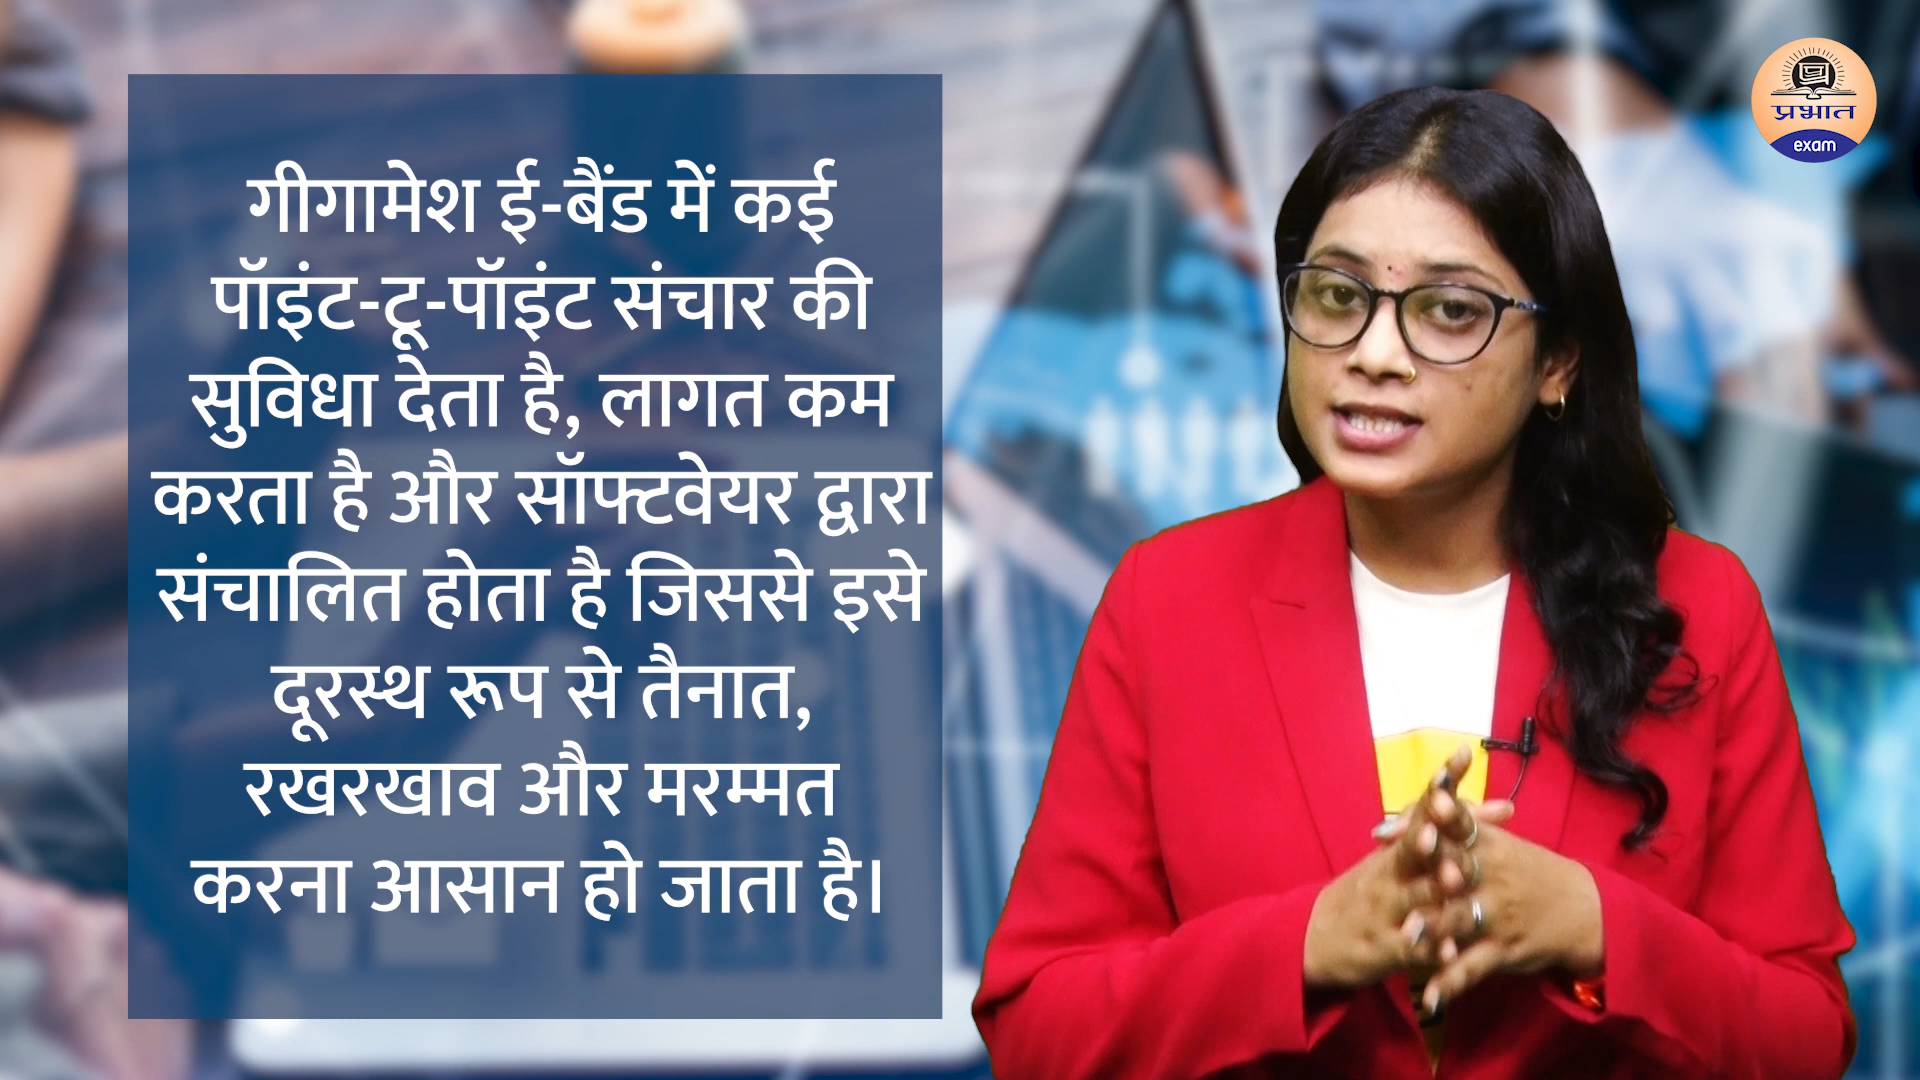 गीगामेश ई-बैंड में कई
पॉइंट-टू-पॉइंट संचार की
सुविधा देता है, लागत कम
करता है और सॉफ्टवेयर द्वारा
संचालित होता है जिससे इसे
दूरस्थ रूप से तैनात,
रखरखाव और मरम्मत
करना आसान हो जाता है।
प्रभात
exam